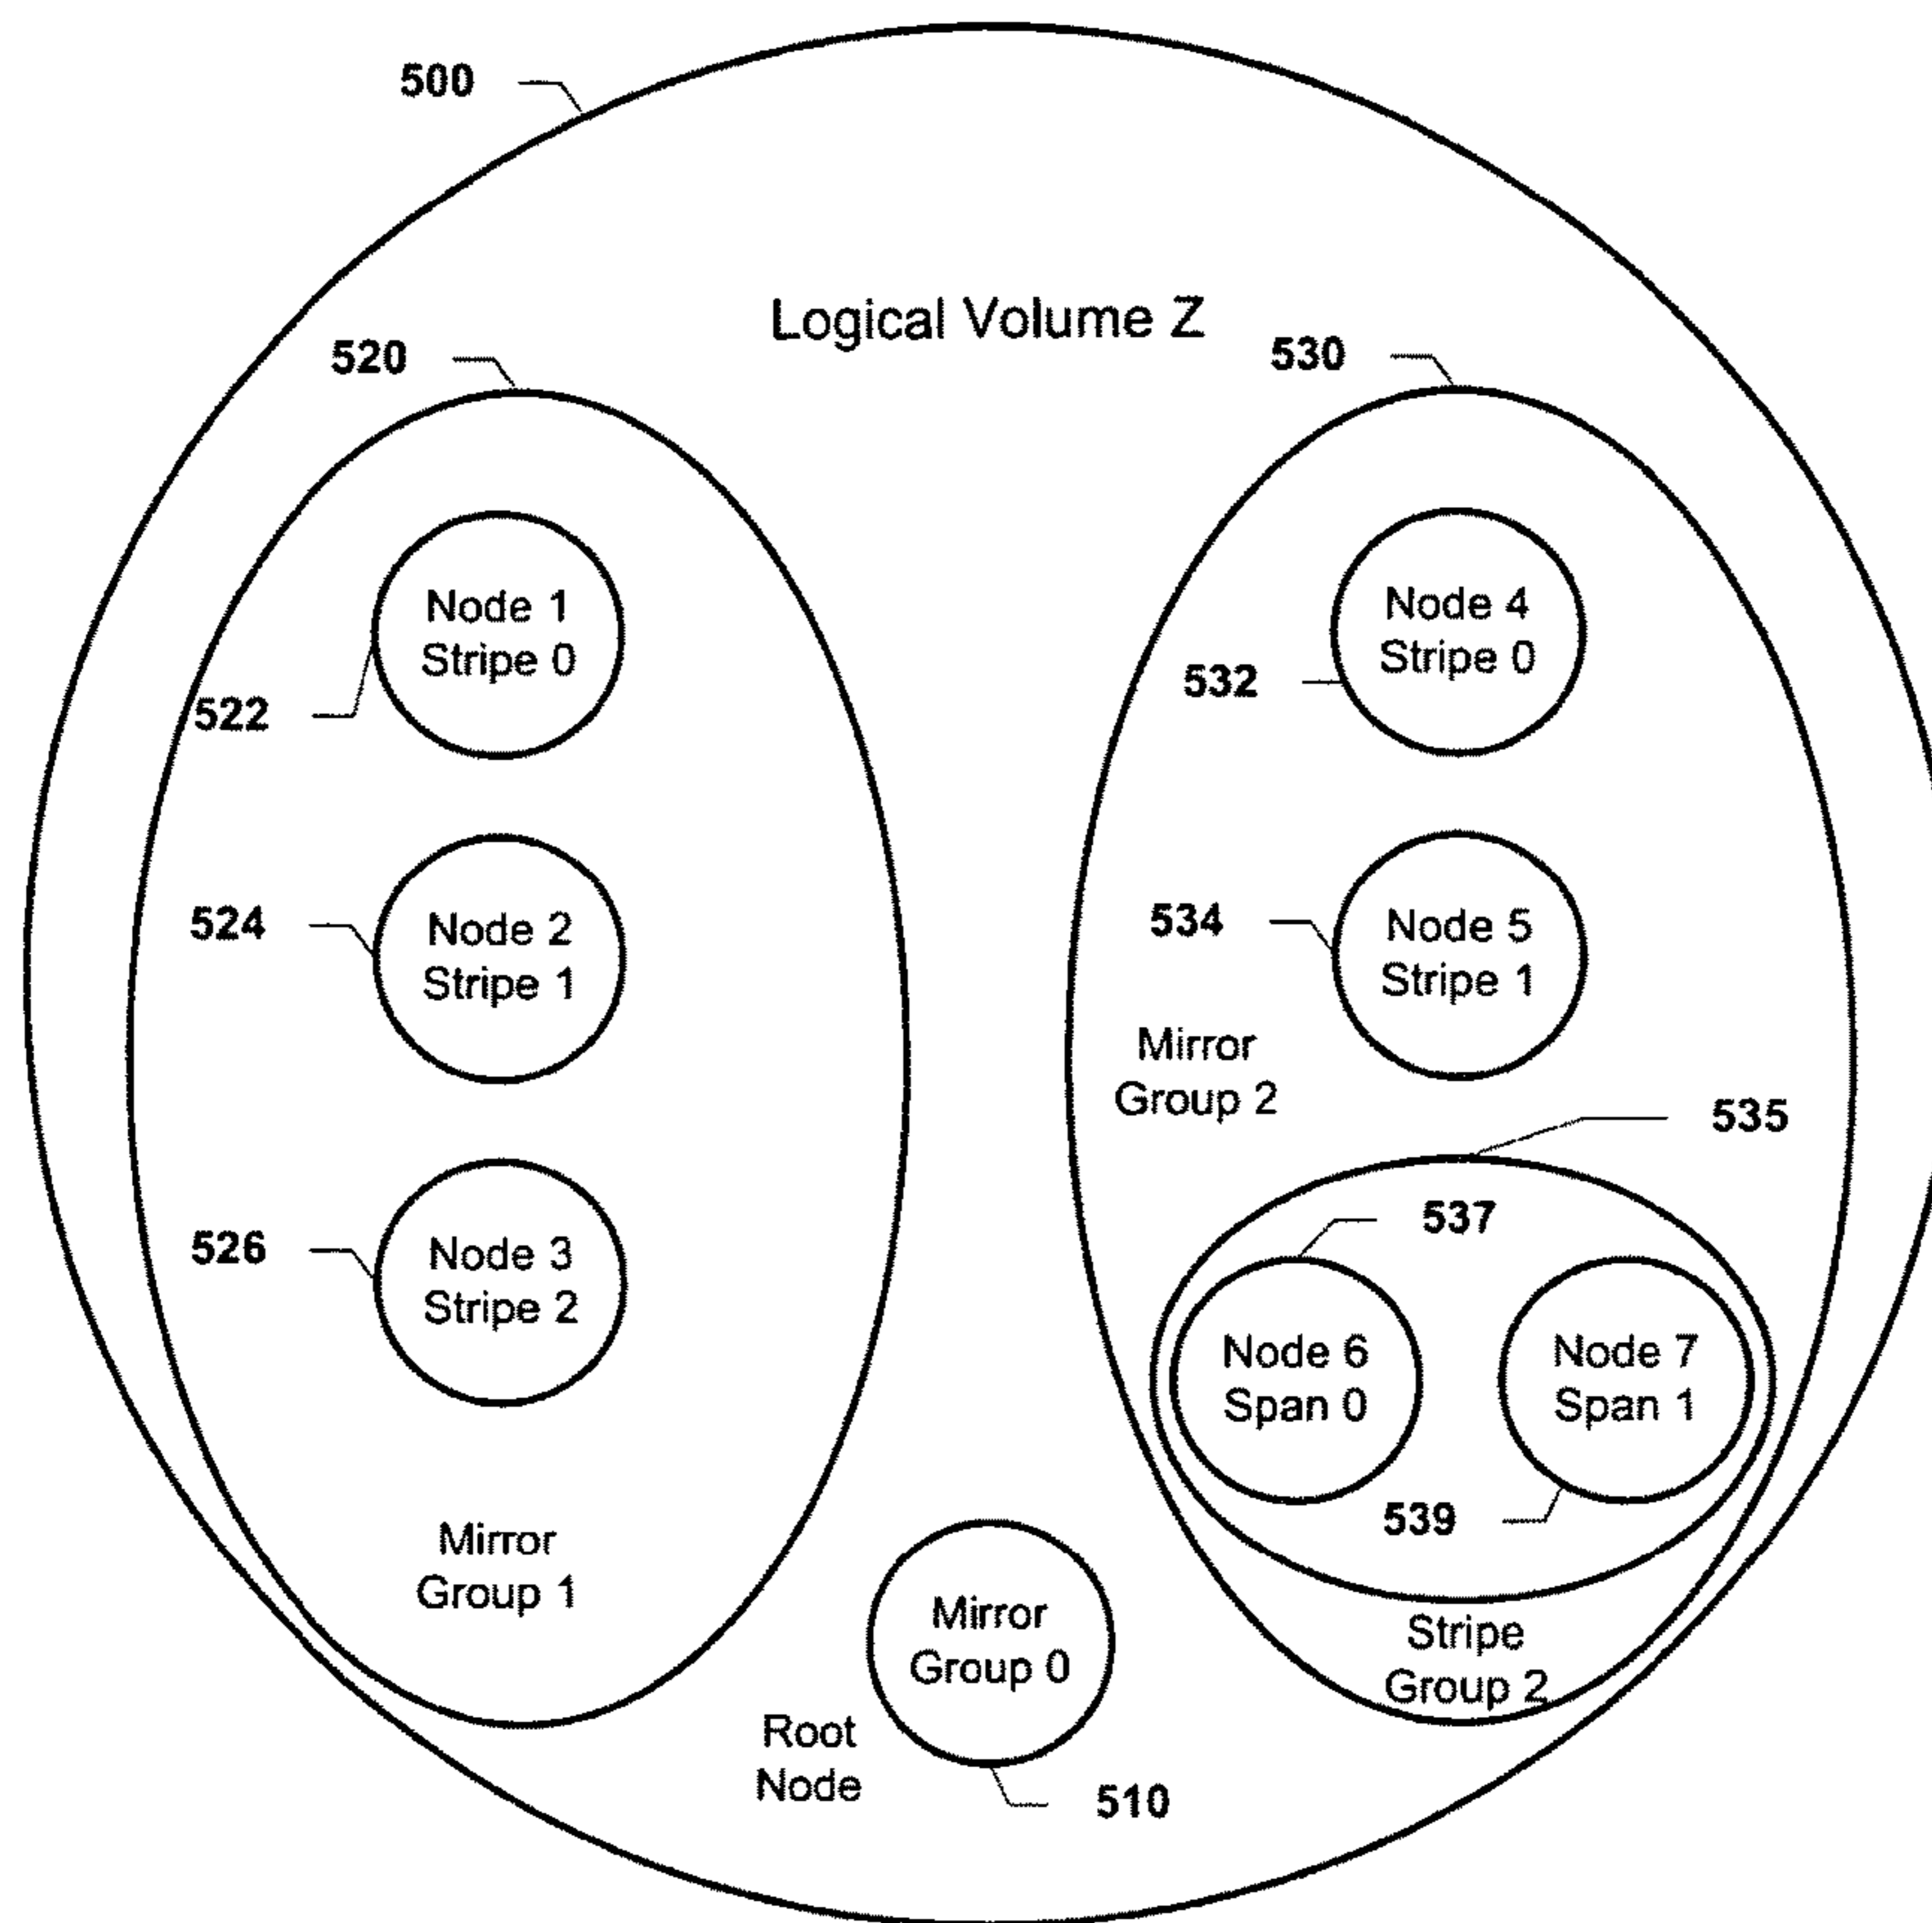 500
Logical Volume Z
520
530
Node 1
Stripe 0
522
Node 4
Stripe 0
532
524
Node 2
Stripe 1
534
Node 5
Stripe 1
Mirror
Group 2
535
526
Node 3
Stripe 2
537
Node 6
Span 0
Node 7
Span 1
539
Mirror
Group 1
Mirror
Group 0
Stripe
Group 2
Root
Node
510